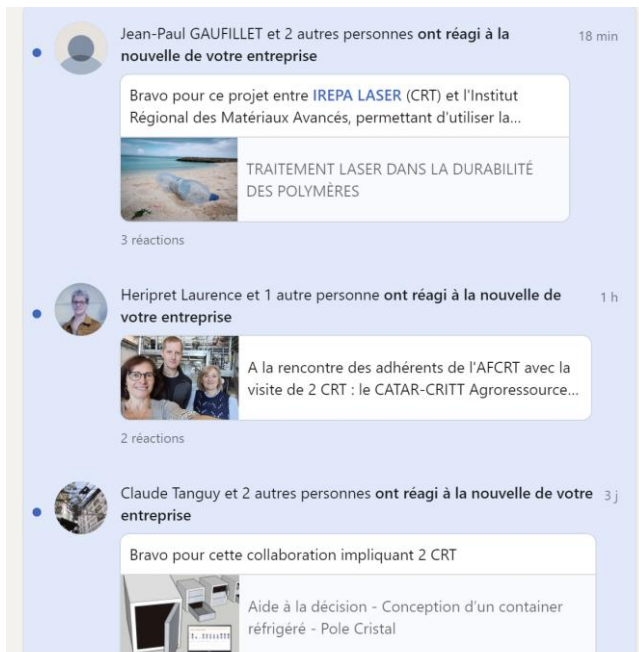 Jean-Paul GAUFILLET et 2 autres personnes ont réagi à la
nouvelle de votre entreprise
18 min
Bravo pour ce projet entre IREPA LASER (CRT) et l'Institut
Régional des Matériaux Avancés, permettant d'utiliser la...
TRAITEMENT LASER DANS LA DURABILITÉ
DES POLYMÈRES
3 réactions
Heripret Laurence et 1 autre personne ont réagi à la nouvelle de
votre entreprise
1 h
A la rencontre des adhérents de l'AFCRT avec la
visite de 2 CRT : le CATAR-CRITT Agroressource...
2 réactions
Claude Tanguy et 2 autres personnes ont réagi à la nouvelle de votre
entreprise
3 j
Bravo pour cette collaboration impliquant 2 CRT
Aide à la décision - Conception d'un container
réfrigéré - Pole Cristal